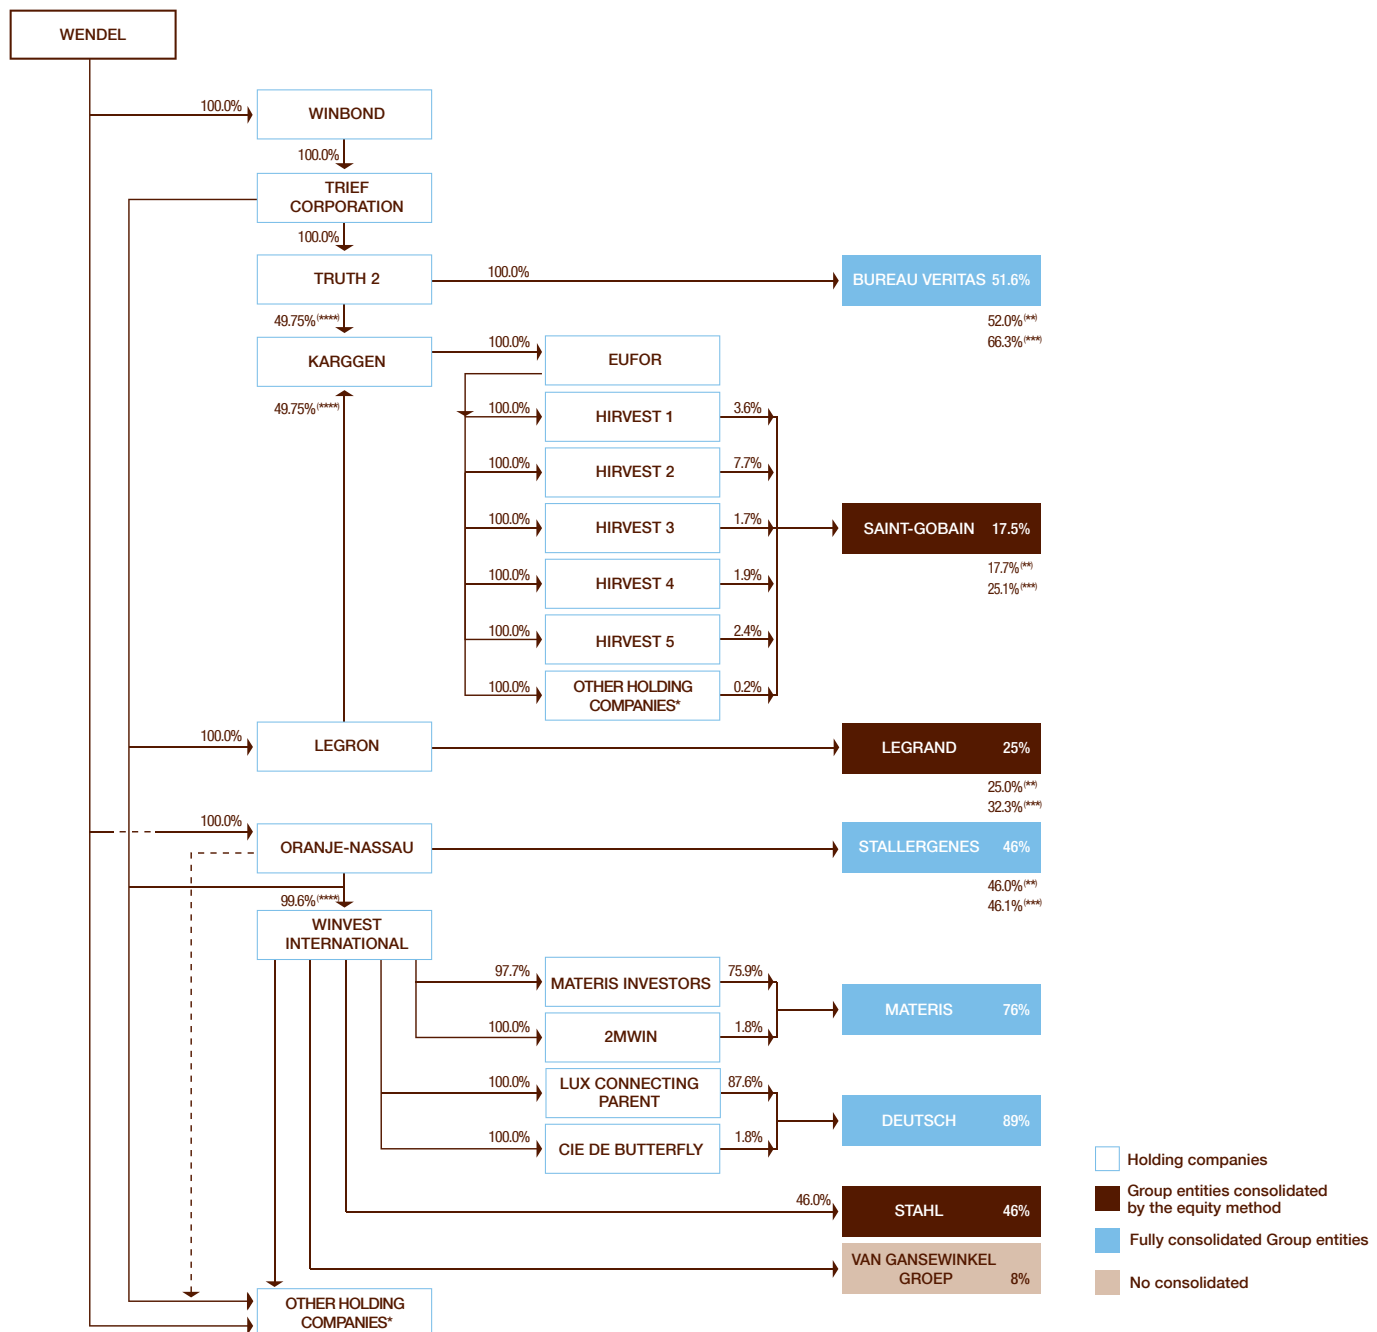 WENDEL
100.0%
WINBOND
100.0%
TRIEF
CORPORATION
100.0%
TRUTH 2
100.0%
BUREAU VERITAS 51.6%
52.0%(**)
66.3%(***)
49.75%(****)
KARGGEN
100.0%
EUFOR
49.75%(****)
100.0%
HIRVEST 1
3.6%
100.0%
HIRVEST 2
7.7%
100.0%
HIRVEST 3
1.7%
SAINT-GOBAIN 17.5%
17.7%(**)
25.1%(***)
100.0%
HIRVEST 4
1.9%
100.0%
HIRVEST 5
2.4%
100.0%
OTHER HOLDING
COMPANIES*
0.2%
100.0%
LEGRON
LEGRAND 25%
25.0%(**)
32.3%(***)
100.0%
ORANJE-NASSAU
STALLERGENES 46%
46.0%(**)
46.1%(***)
99.6%(****)
WINVEST
INTERNATIONAL
97.7%
MATERIS INVESTORS
75.9%
MATERIS 76%
100.0%
2MWIN
1.8%
100.0%
LUX CONNECTING
PARENT
87.6%
DEUTSCH 89%
100.0%
CIE DE BUTTERFLY
1.8%
46.0%
STAHL 46%
VAN GANSEWINKEL
GROEP 8%
OTHER HOLDING
COMPANIES*
Holding companies
Group entities consolidated
by the equity method
Fully consolidated Group entities
No consolidated